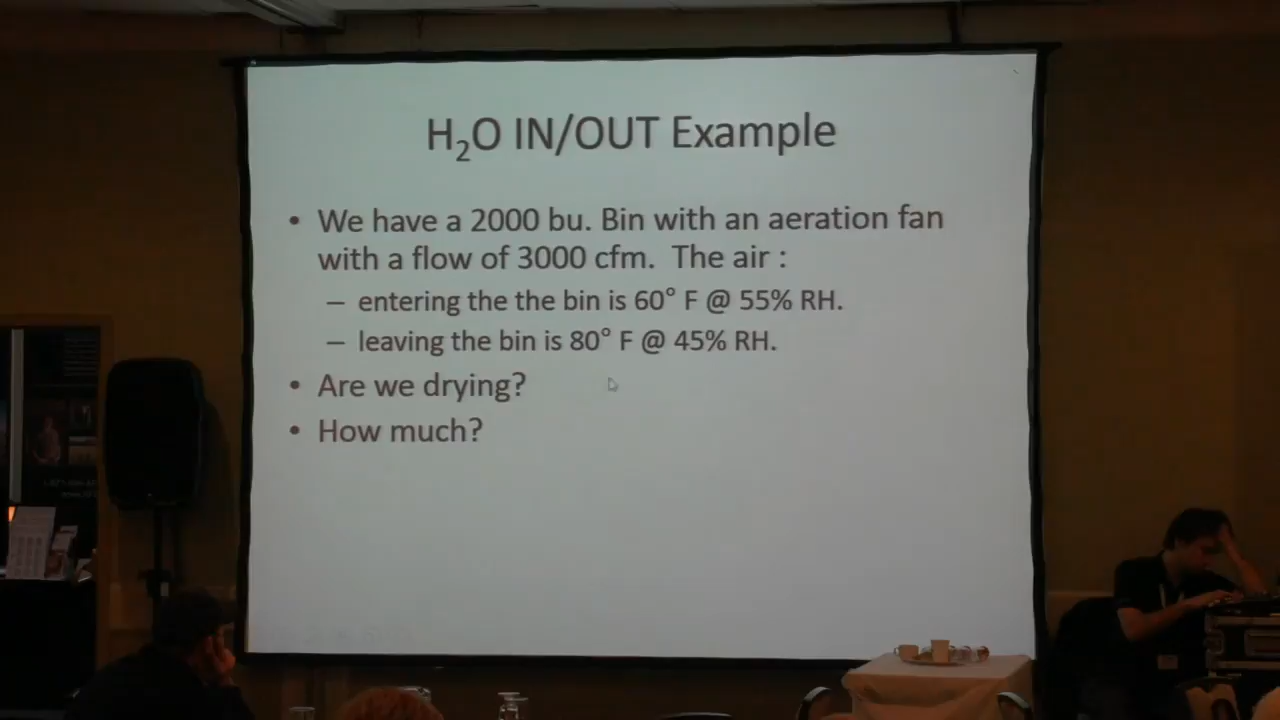 H₂O IN/OUT Example
• We have a 2000 bu. Bin with an aeration fan
with a flow of 3000 cfm. The air :
– entering the the bin is 60° F @ 55% RH.
– leaving the bin is 80° F @ 45% RH.
• Are we drying?
• How much?